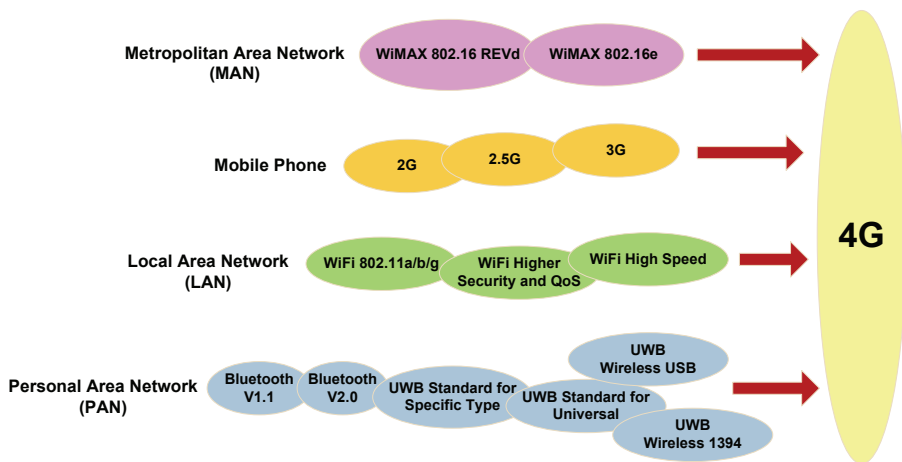 Metropolitan Area Network
(MAN)
WiMAX 802.16 REVd
WiMAX 802.16e
Mobile Phone
2G
2.5G
3G
4G
Local Area Network
(LAN)
WiFi 802.11a/b/g
WiFi Higher
Security and QoS
WiFi High Speed
Personal Area Network
(PAN)
Bluetooth
V1.1
Bluetooth
V2.0
UWB Standard for
Specific Type
UWB Standard for
Universal
UWB
Wireless USB
UWB
Wireless 1394